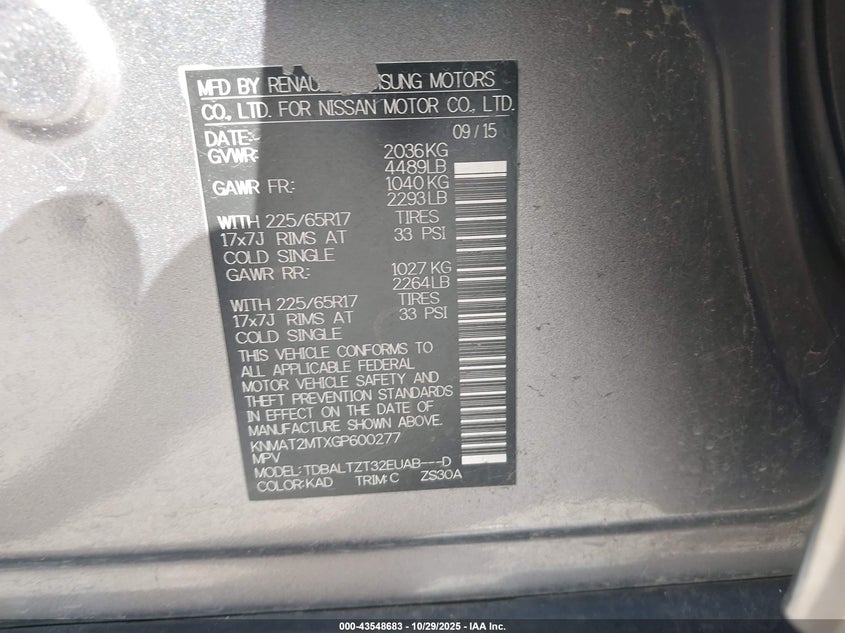 MFD BY RENAU SUNG MOTORS
CO., LTD. FOR NISSAN MOTOR CO., LTD.
DATE: 09/15
GVWR: 2036KG
4489LB
GAWR FR: 1040KG
2293LB
WITH 225/65R17 TIRES
17x7J RIMS AT 33 PSI
COLD SINGLE
GAWR RR: 1027KG
2264LB
WITH 225/65R17 TIRES
17x7J RIMS AT 33 PSI
COLD SINGLE
THIS VEHICLE CONFORMS TO
ALL APPLICABLE FEDERAL
MOTOR VEHICLE SAFETY AND
THEFT PREVENTION STANDARDS
IN EFFECT ON THE DATE OF
MANUFACTURE SHOWN ABOVE.
KNMAT2MTXGP600277
MPV
MODEL: TDBALTZT32EUAB---D
COLOR: KAD TRIM: C ZS30A
000-43548683 - 10/29/2025 - IAA Inc.